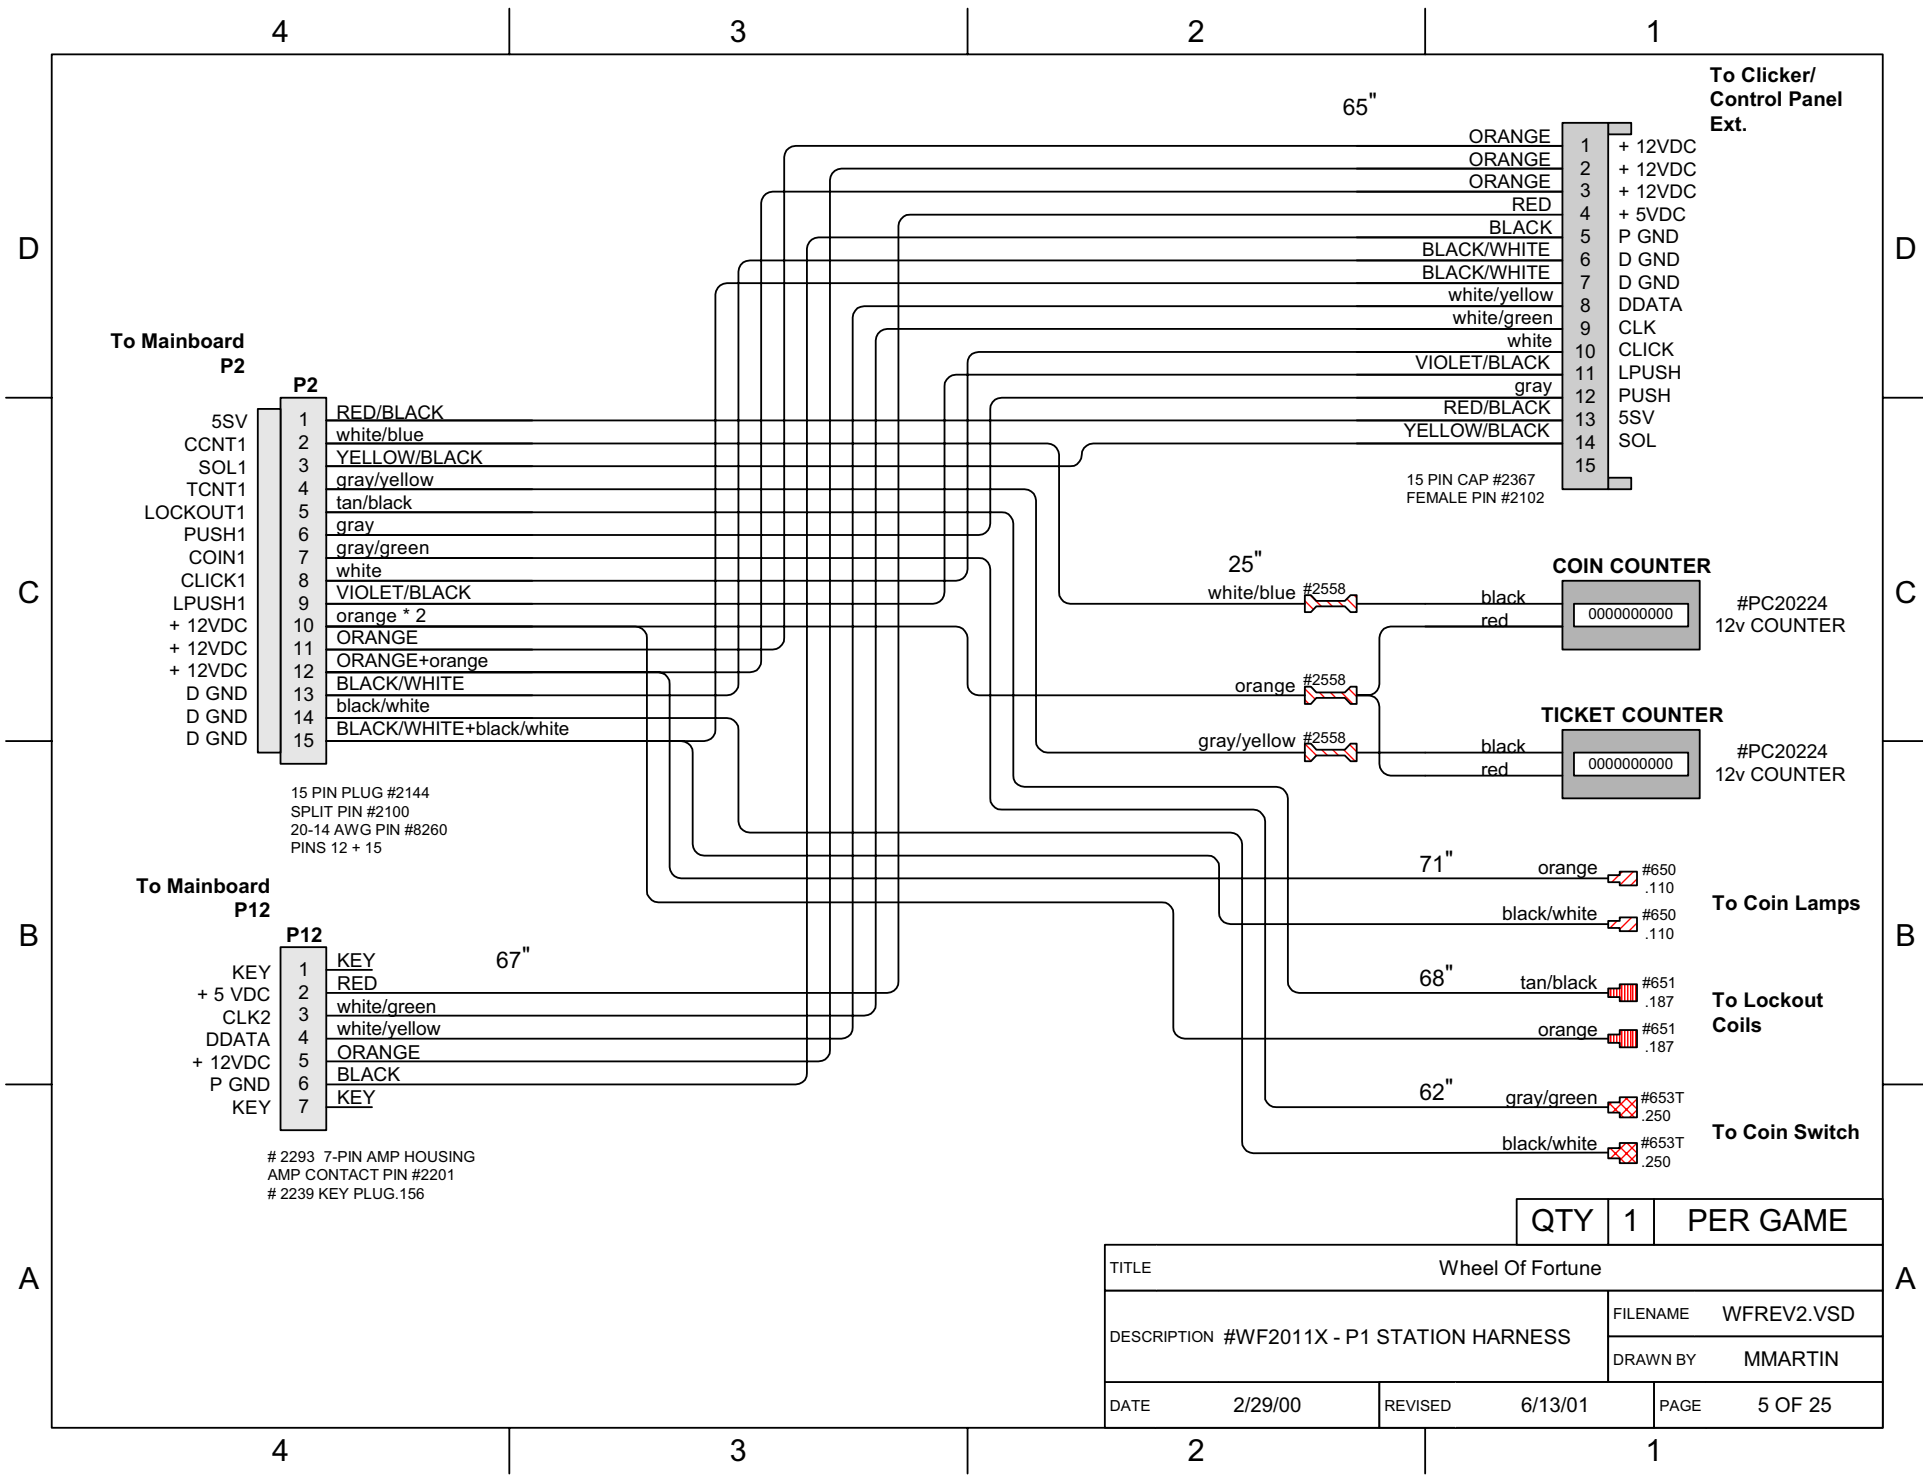 4 3 2 1
D
C
B
A
D
C
B
A
To Clicker/
Control Panel
Ext.
65"
ORANGE 1 + 12VDC
ORANGE 2 + 12VDC
ORANGE 3 + 12VDC
RED 4 + 5VDC
BLACK 5 P GND
BLACK/WHITE 6 D GND
BLACK/WHITE 7 D GND
white/yellow 8 DDATA
white/green 9 CLK
white 10 CLICK
VIOLET/BLACK 11 LPUSH
gray 12 PUSH
RED/BLACK 13 5SV
YELLOW/BLACK 14 SOL
15
15 PIN CAP #2367
FEMALE PIN #2102
To Mainboard
P2
P2
5SV 1 RED/BLACK
CCNT1 2 white/blue
SOL1 3 YELLOW/BLACK
TCNT1 4 gray/yellow
LOCKOUT1 5 tan/black
PUSH1 6 gray
COIN1 7 gray/green
CLICK1 8 white
LPUSH1 9 VIOLET/BLACK
+ 12VDC 10 orange * 2
+ 12VDC 11 ORANGE
+ 12VDC 12 ORANGE+orange
D GND 13 BLACK/WHITE
D GND 14 black/white
D GND 15 BLACK/WHITE+black/white
15 PIN PLUG #2144
SPLIT PIN #2100
20-14 AWG PIN #8260
PINS 12 + 15
25"
COIN COUNTER
white/blue #2558 black
red
0000000000
#PC20224
12v COUNTER
orange #2558
TICKET COUNTER
gray/yellow #2558 black
red
0000000000
#PC20224
12v COUNTER
To Mainboard
P12
P12
67"
KEY 1 KEY
+ 5 VDC 2 RED
CLK2 3 white/green
DDATA 4 white/yellow
+ 12VDC 5 ORANGE
P GND 6 BLACK
KEY 7 KEY
# 2293 7-PIN AMP HOUSING
AMP CONTACT PIN #2201
# 2239 KEY PLUG.156
71" orange #650
.110
To Coin Lamps
black/white #650
.110
68" tan/black #651
.187
To Lockout
Coils
orange #651
.187
62" gray/green #653T
.250
To Coin Switch
black/white #653T
.250
QTY 1 PER GAME
TITLE Wheel Of Fortune
DESCRIPTION #WF2011X - P1 STATION HARNESS
FILENAME WFREV2.VSD
DRAWN BY MMARTIN
DATE 2/29/00 REVISED 6/13/01 PAGE 5 OF 25
4 3 2 1